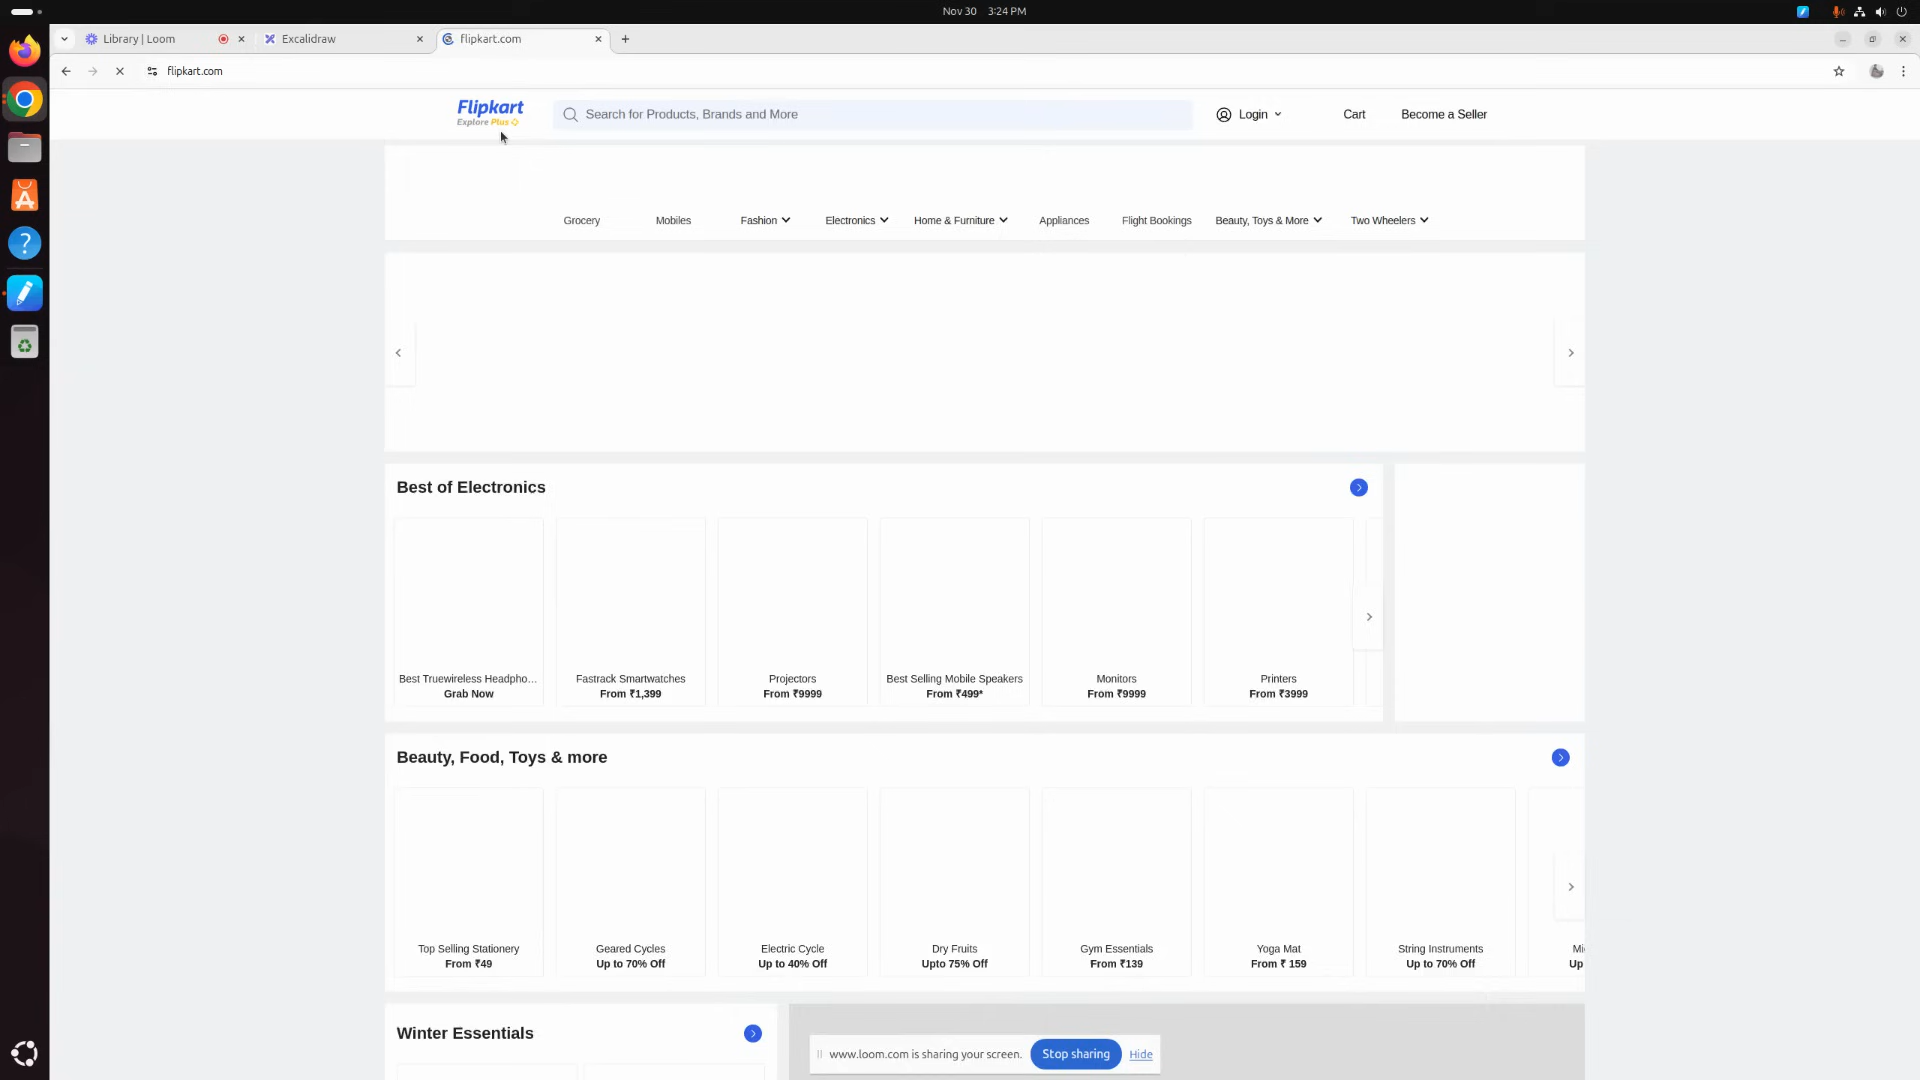 Nov 30 3:24 PM
Library | Loom
Excalidraw
flipkart.com
flipkart.com
Flipkart
Explore Plus
Search for Products, Brands and More
Login
Cart
Become a Seller
Grocery
Mobiles
Fashion
Electronics
Home & Furniture
Appliances
Flight Bookings
Beauty, Toys & More
Two Wheelers
Best of Electronics
Best Truewireless Headpho...
Grab Now
Fastrack Smartwatches
From ₹1,399
Projectors
From ₹9999
Best Selling Mobile Speakers
From ₹499*
Monitors
From ₹9999
Printers
From ₹3999
Beauty, Food, Toys & more
Top Selling Stationery
From ₹49
Geared Cycles
Up to 70% Off
Electric Cycle
Up to 40% Off
Dry Fruits
Upto 75% Off
Gym Essentials
From ₹139
Yoga Mat
From ₹ 159
String Instruments
Up to 70% Off
Mi
Up
Winter Essentials
www.loom.com is sharing your screen.
Stop sharing
Hide